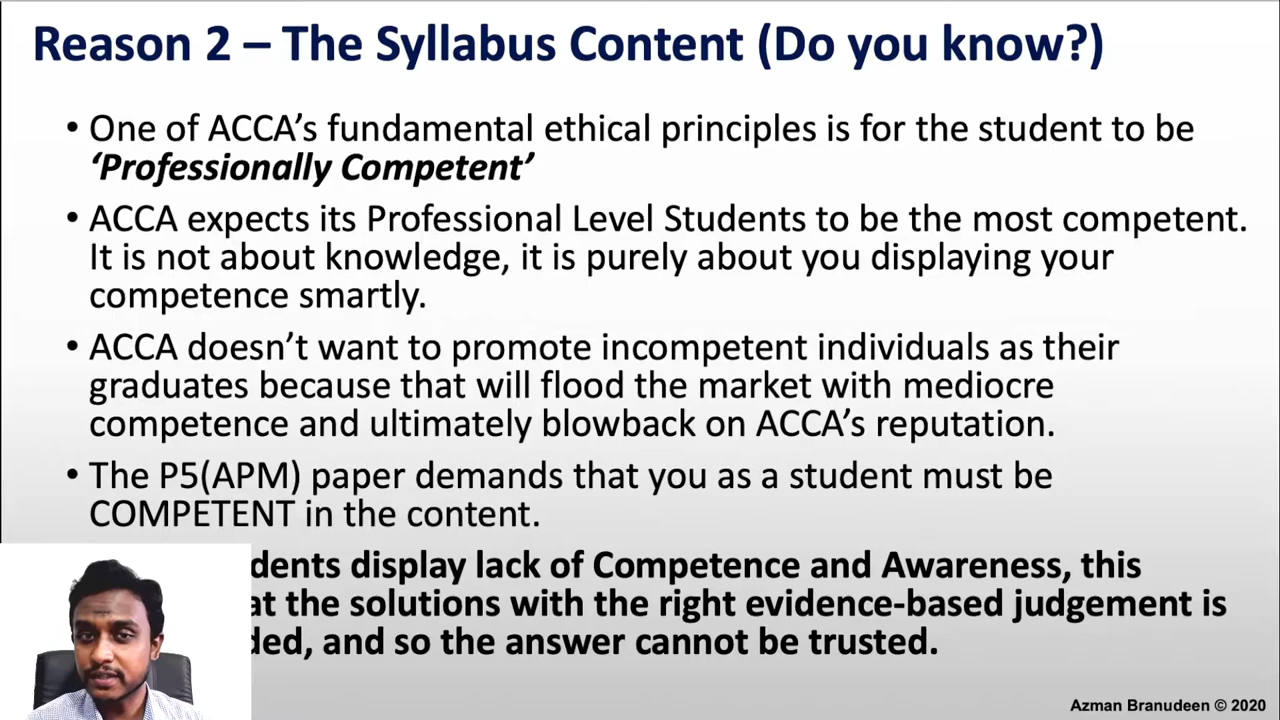 Reason 2 – The Syllabus Content (Do you know?)
• One of ACCA's fundamental ethical principles is for the student to be
'Professionally Competent'
• ACCA expects its Professional Level Students to be the most competent.
It is not about knowledge, it is purely about you displaying your
competence smartly.
• ACCA doesn't want to promote incompetent individuals as their
graduates because that will flood the market with mediocre
competence and ultimately blowback on ACCA's reputation.
• The P5(APM) paper demands that you as a student must be
COMPETENT in the content.
display lack of Competence and Awareness, this
the solutions with the right evidence-based judgement is
and so the answer cannot be trusted.
Azman Branudeen © 2020